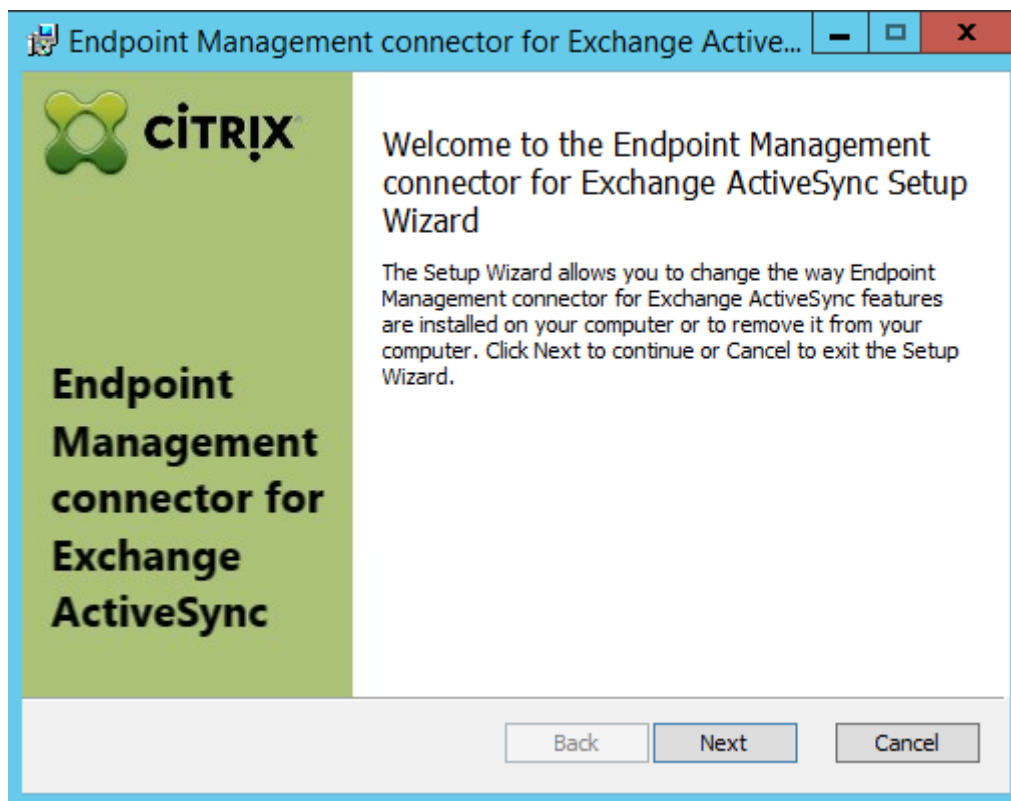 Endpoint Management connector for Exchange Active...
CITRIX
Welcome to the Endpoint Management
connector for Exchange ActiveSync Setup
Wizard
The Setup Wizard allows you to change the way Endpoint
Management connector for Exchange ActiveSync features
are installed on your computer or to remove it from your
computer. Click Next to continue or Cancel to exit the Setup
Wizard.
Endpoint
Management
connector for
Exchange
ActiveSync
Back Next Cancel